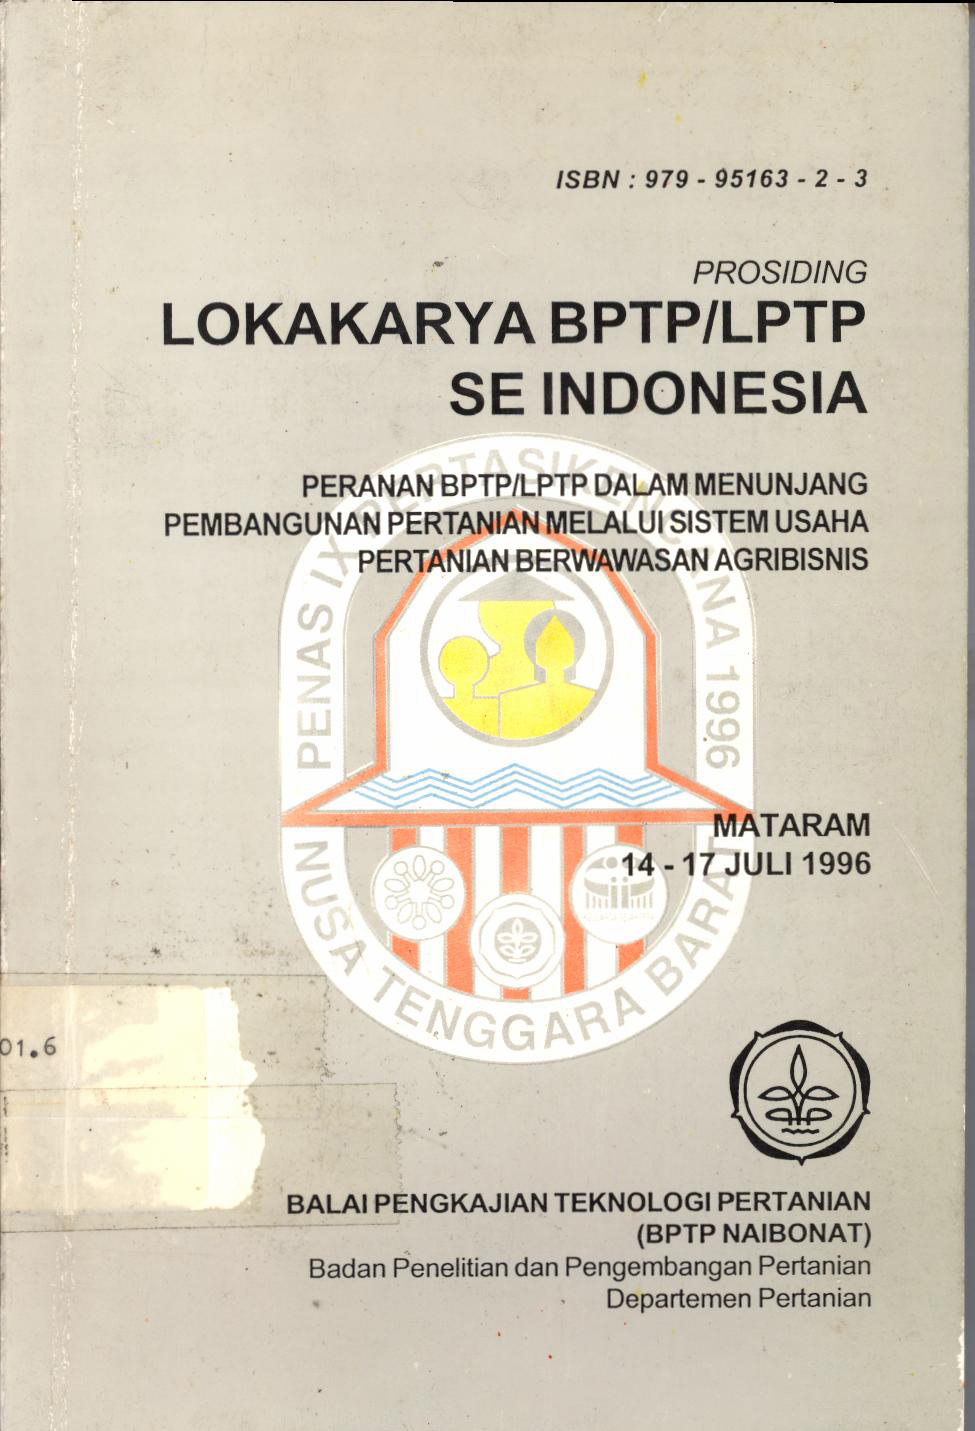 ISBN : 979 - 95163 - 2 - 3
PROSIDING
LOKAKARYA BPTP/LPTP
SE INDONESIA
PERANAN BPTP/LPTP DALAM MENUNJANG
PEMBANGUNAN PERTANIAN MELALUI SISTEM USAHA
PERTANIAN BERWAWASAN AGRIBISNIS
PENAS IX PERTASIKENCANA 1996
NUSA TENGGARA BARAT
MATARAM
14 - 17 JULI 1996
01.6
BALAI PENGKAJIAN TEKNOLOGI PERTANIAN
(BPTP NAIBONAT)
Badan Penelitian dan Pengembangan Pertanian
Departemen Pertanian